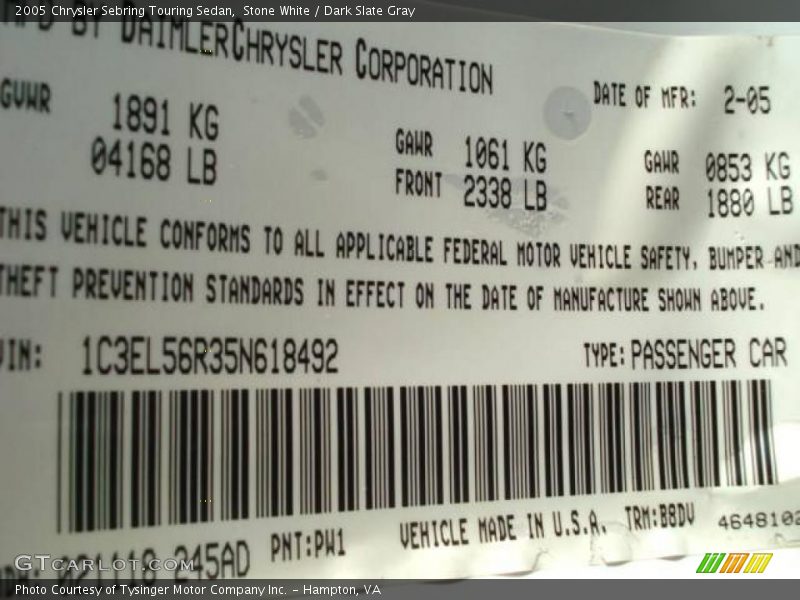 2005 Chrysler Sebring Touring Sedan, Stone White / Dark Slate Gray
BY DAIMLERCHRYSLER CORPORATION
DATE OF MFR: 2-05
GVWR 1891 KG
04168 LB
GAWR 1061 KG
FRONT 2338 LB
GAWR 0853 KG
REAR 1880 LB
THIS VEHICLE CONFORMS TO ALL APPLICABLE FEDERAL MOTOR VEHICLE SAFETY, BUMPER AND
THEFT PREVENTION STANDARDS IN EFFECT ON THE DATE OF MANUFACTURE SHOWN ABOVE.
VIN: 1C3EL56R35N618492 TYPE: PASSENGER CAR
021118 245AD PNT:PW1 VEHICLE MADE IN U.S.A. TRM:B8DV 4648102
GTCARLOT.COM
Photo Courtesy of Tysinger Motor Company Inc. - Hampton, VA